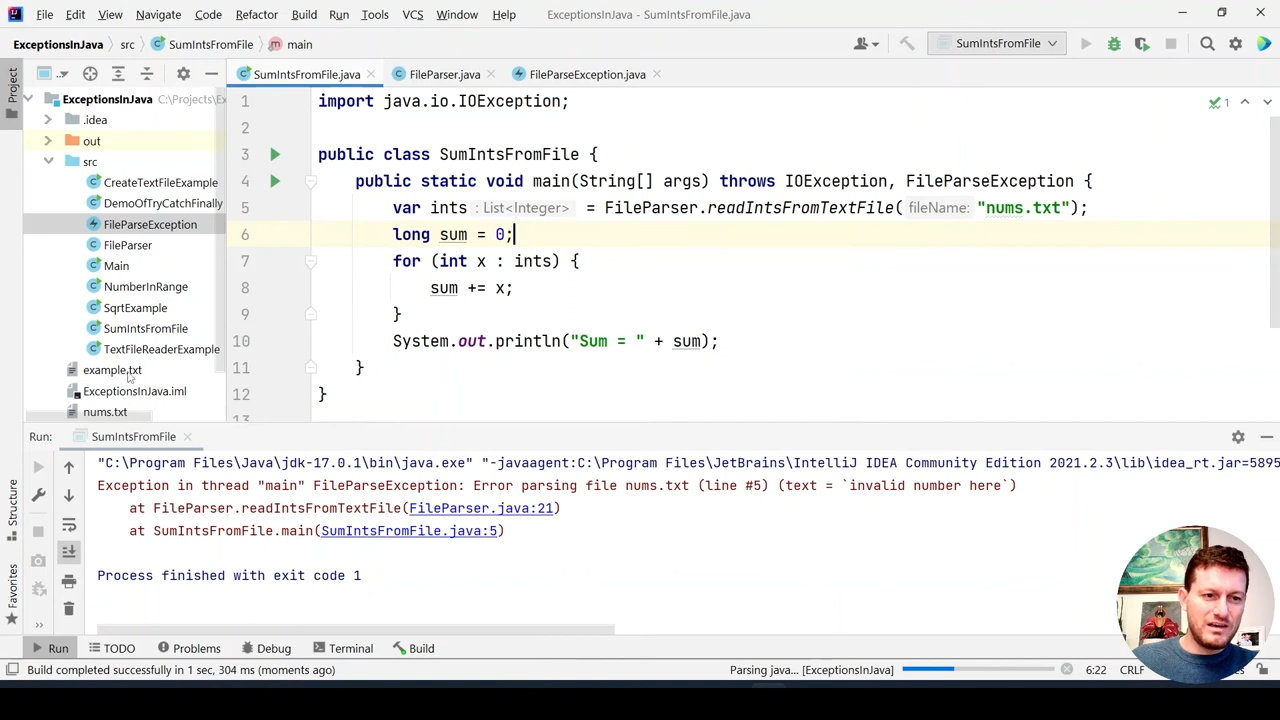 File Edit View Navigate Code Refactor Build Run Tools VCS Window Help ExceptionsInJava - SumIntsFromFile.java
ExceptionsInJava src SumIntsFromFile main SumIntsFromFile
Project
.. SumIntsFromFile.java FileParser.java FileParseException.java
ExceptionsInJava C:\Projects\Ex
.idea
out
src
CreateTextFileExample
DemoOfTryCatchFinally
FileParseException
FileParser
Main
NumberInRange
SqrtExample
SumIntsFromFile
TextFileReaderExample
example.txt
ExceptionsInJava.iml
nums.txt
1 import java.io.IOException;
2
3 public class SumIntsFromFile {
4 public static void main(String[] args) throws IOException, FileParseException {
5 var ints : List<Integer> = FileParser.readIntsFromTextFile( fileName: "nums.txt");
6 long sum = 0;
7 for (int x : ints) {
8 sum += x;
9 }
10 System.out.println("Sum = " + sum);
11 }
12 }
13
1
Run: SumIntsFromFile
"C:\Program Files\Java\jdk-17.0.1\bin\java.exe" "-javaagent:C:\Program Files\JetBrains\IntelliJ IDEA Community Edition 2021.2.3\lib\idea_rt.jar=5895
Exception in thread "main" FileParseException: Error parsing file nums.txt (line #5) (text = `invalid number here`)
at FileParser.readIntsFromTextFile(FileParser.java:21)
at SumIntsFromFile.main(SumIntsFromFile.java:5)
Process finished with exit code 1
Structure
Favorites
Run TODO Problems Debug Terminal Build
Build completed successfully in 1 sec, 304 ms (moments ago) Parsing java... [ExceptionsInJava] 6:22 CRLF